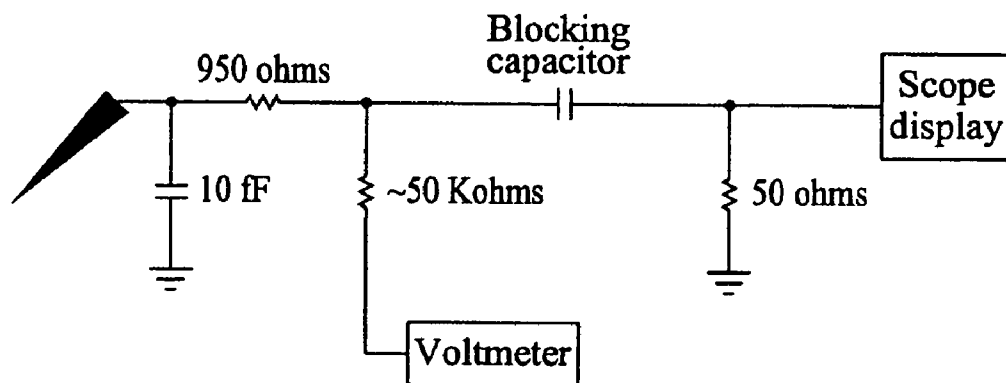 Blocking
capacitor
950 ohms
Scope
display
10 fF
~50 Kohms
50 ohms
Voltmeter